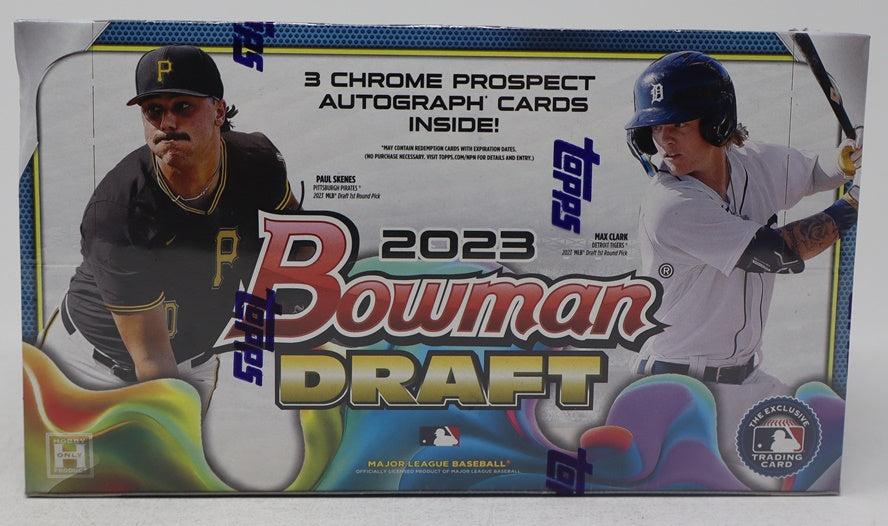 P
topps
3 CHROME PROSPECT
AUTOGRAPH CARDS
INSIDE!
*MAY CONTAIN REDEMPTION CARDS WITH EXPIRATION DATES.
(NO PURCHASE NECESSARY. VISIT TOPPS.COM/NPN FOR DETAILS AND ENTRY.)
D
topps
PAUL SKENES
PITTSBURGH PIRATES®
2023 MLB® Draft 1st Round Pick
MAX CLARK
DETROIT TIGERS®
2023 MLB® Draft 1st Round Pick
P
2023
Bowman®
DRAFT
topps
HOBBY
ONLY
H
PRODUCT
MAJOR LEAGUE BASEBALL®
OFFICIALLY LICENSED PRODUCT OF MAJOR LEAGUE BASEBALL
topps
THE EXCLUSIVE
TRADING
CARD